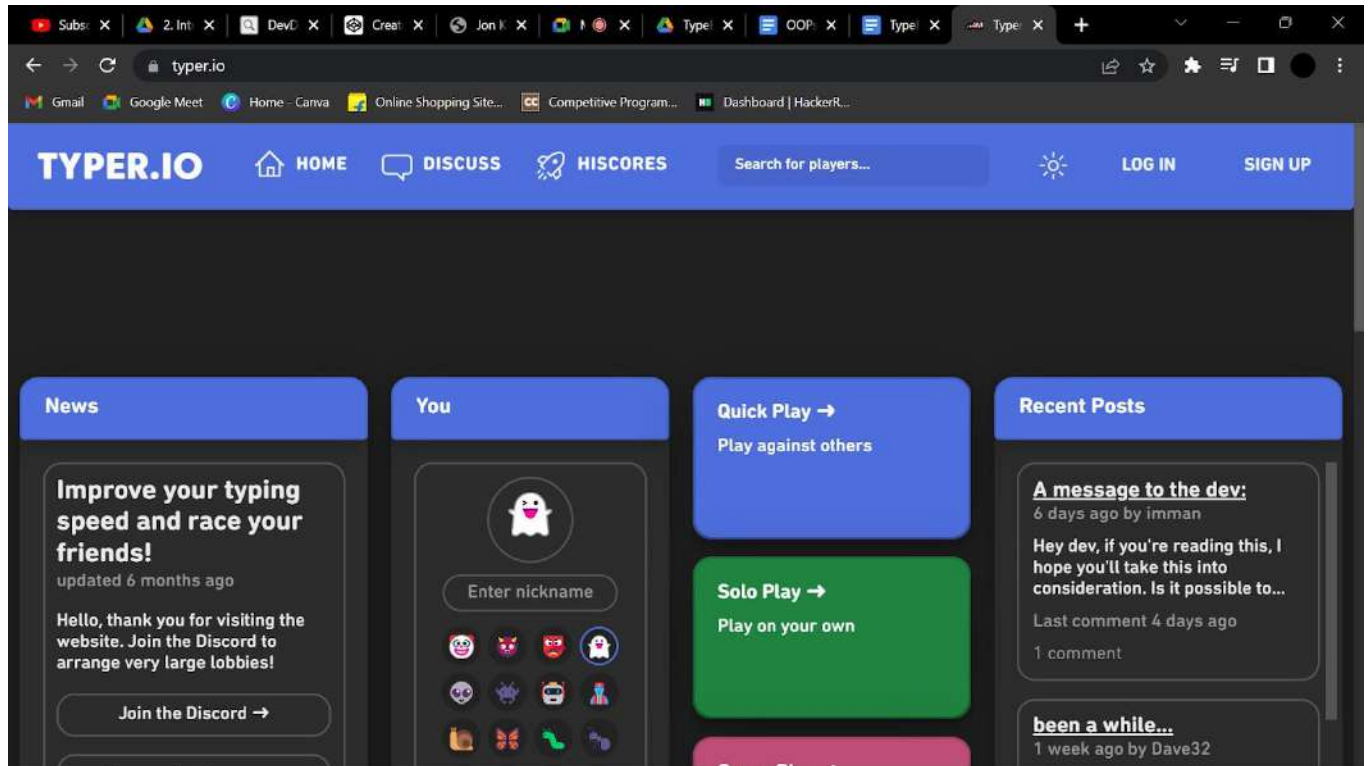 Subs
2. Int
DevD
Creat
Jon K
Type
OOP
Type
Type
typer.io
Gmail
Google Meet
Home - Canva
Online Shopping Site...
CC
Competitive Program...
Dashboard | HackerR...
TYPER.IO
HOME
DISCUSS
HISCORES
Search for players...
LOG IN
SIGN UP
News
Improve your typing
speed and race your
friends!
updated 6 months ago
Hello, thank you for visiting the
website. Join the Discord to
arrange very large lobbies!
Join the Discord →
You
Enter nickname
Quick Play →
Play against others
Solo Play →
Play on your own
Recent Posts
A message to the dev:
6 days ago by imman
Hey dev, if you're reading this, I
hope you'll take this into
consideration. Is it possible to...
Last comment 4 days ago
1 comment
been a while...
1 week ago by Dave32